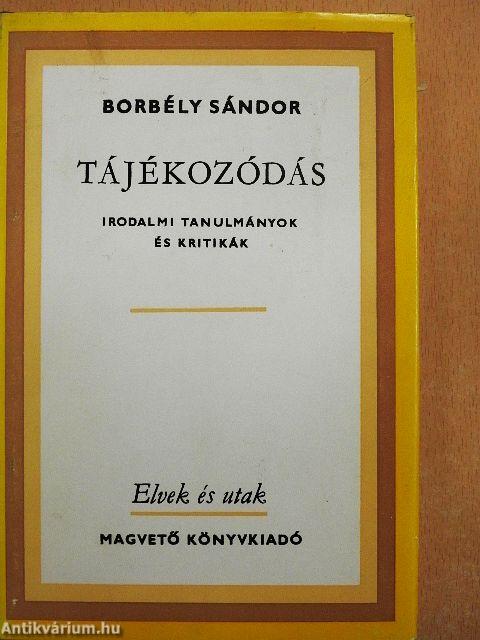 BORBÉLY SÁNDOR
TÁJÉKOZÓDÁS
IRODALMI TANULMÁNYOK
ÉS KRITIKÁK
Elvek és utak
MAGVETŐ KÖNYVKIADÓ
Antikvárium.hu